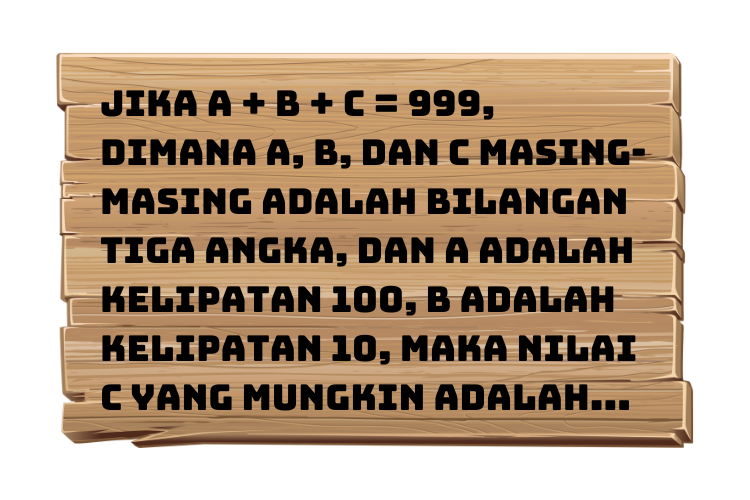 JIKA A + B + C = 999,
DIMANA A, B, DAN C MASING-
MASING ADALAH BILANGAN
TIGA ANGKA, DAN A ADALAH
KELIPATAN 100, B ADALAH
KELIPATAN 10, MAKA NILAI
C YANG MUNGKIN ADALAH...